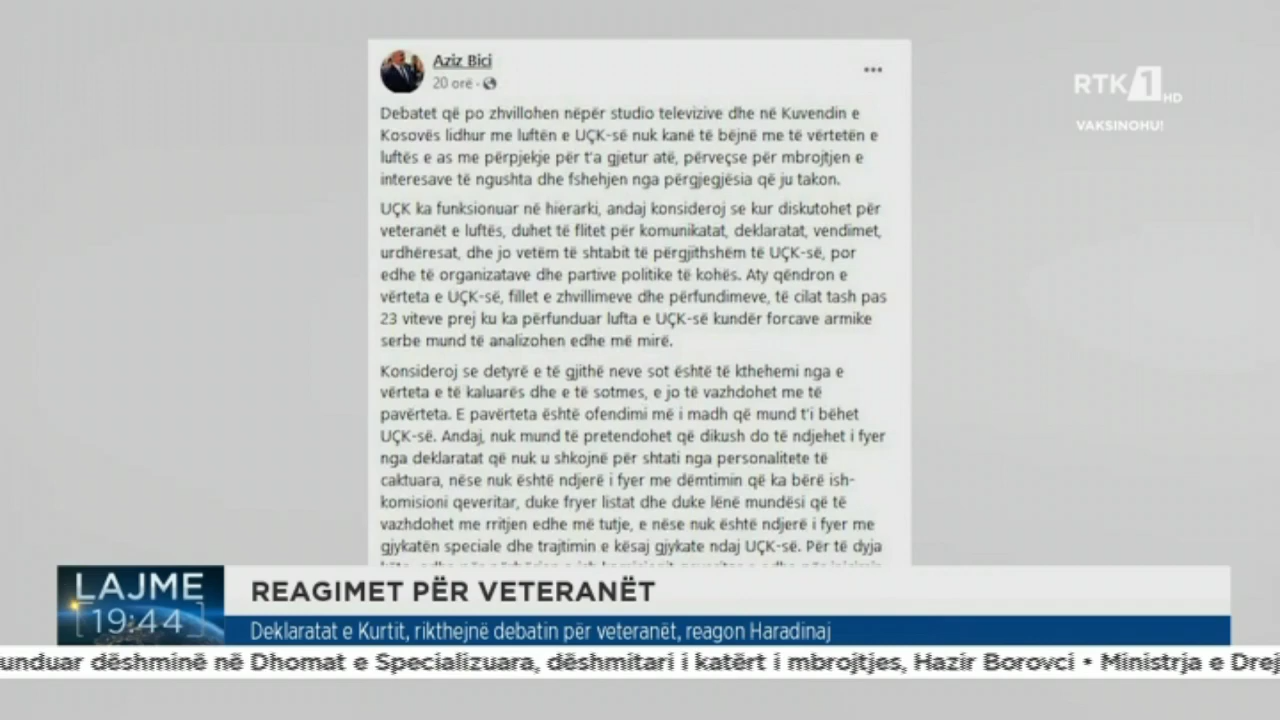 Aziz Bici
20 orë
RTK 1 HD
VAKSINOHU!
Debatet që po zhvillohen nëpër studio televizive dhe në Kuvendin e
Kosovës lidhur me luftën e UÇK-së nuk kanë të bëjnë me të vërtetën e
luftës e as me përpjekje për t'a gjetur atë, përveçse për mbrojtjen e
interesave të ngushta dhe fshehjen nga përgjegjësia që ju takon.
UÇK ka funksionuar në hierarki, andaj konsideroj se kur diskutohet për
veteranët e luftës, duhet të flitet për komunikatat, deklaratat, vendimet,
urdhëresat, dhe jo vetëm të shtabit të përgjithshëm të UÇK-së, por
edhe të organizatave dhe partive politike të kohës. Aty qëndron e
vërteta e UÇK-së, fillet e zhvillimeve dhe përfundimeve, të cilat tash pas
23 viteve prej ku ka përfunduar lufta e UÇK-së kundër forcave armike
serbe mund të analizohen edhe më mirë.
Konsideroj se detyrë e të gjithë neve sot është të kthehemi nga e
vërteta e të kaluarës dhe e të sotmes, e jo të vazhdohet me të
pavërteta. E pavërteta është ofendimi më i madh që mund t'i bëhet
UÇK-së. Andaj, nuk mund të pretendohet që dikush do të ndjehet i fyer
nga deklaratat që nuk u shkojnë për shtati nga personalitete të
caktuara, nëse nuk është ndjerë i fyer me dëmtimin që ka bërë ish-
komisioni qeveritar, duke fryer listat dhe duke lënë mundësi që të
vazhdohet me rritjen edhe më tutje, e nëse nuk është ndjerë i fyer me
gjykatën speciale dhe trajtimin e kësaj gjykate ndaj UÇK-së. Për të dyja
LAJME
19:44
REAGIMET PËR VETERANËT
Deklaratat e Kurtit, rikthejnë debatin për veteranët, reagon Haradinaj
unduar dëshminë në Dhomat e Specializuara, dëshmitari i katërt i mbrojtjes, Hazir Borovci • Ministrja e Drej